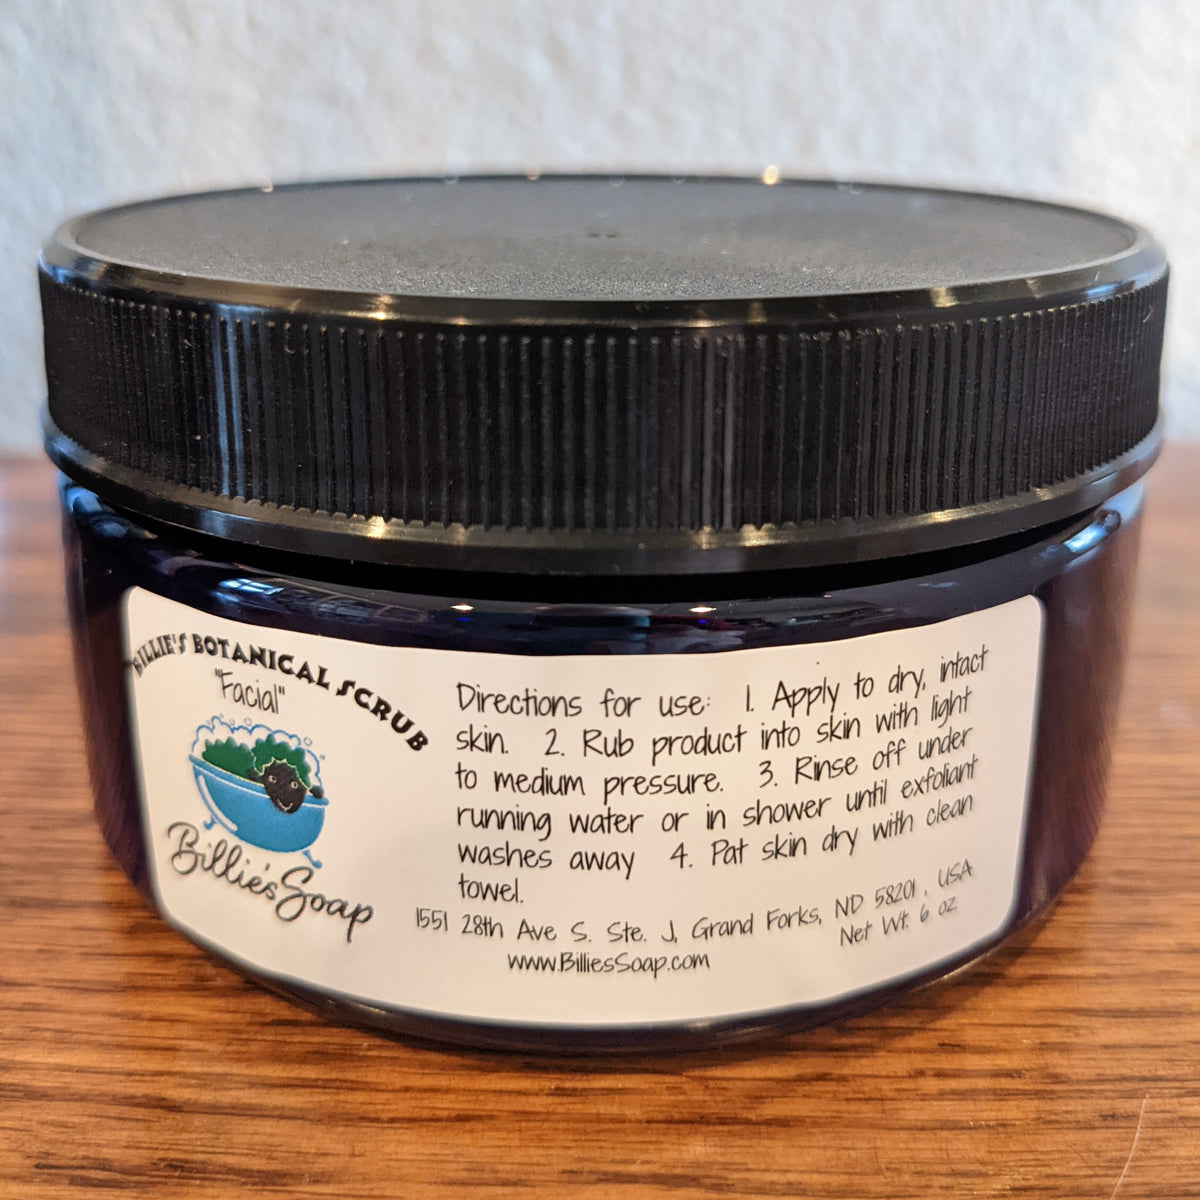 BILLIE'S BOTANICAL SCRUB
"Facial"
Billie's Soap
Directions for use: 1. Apply to dry, intact
skin. 2. Rub product into skin with light
to medium pressure. 3. Rinse off under
running water or in shower until exfoliant
washes away 4. Pat skin dry with clean
towel.
1551 28th Ave S. Ste. J, Grand Forks, ND 58201 , USA
Net Wt. 6 oz
www.BilliesSoap.com